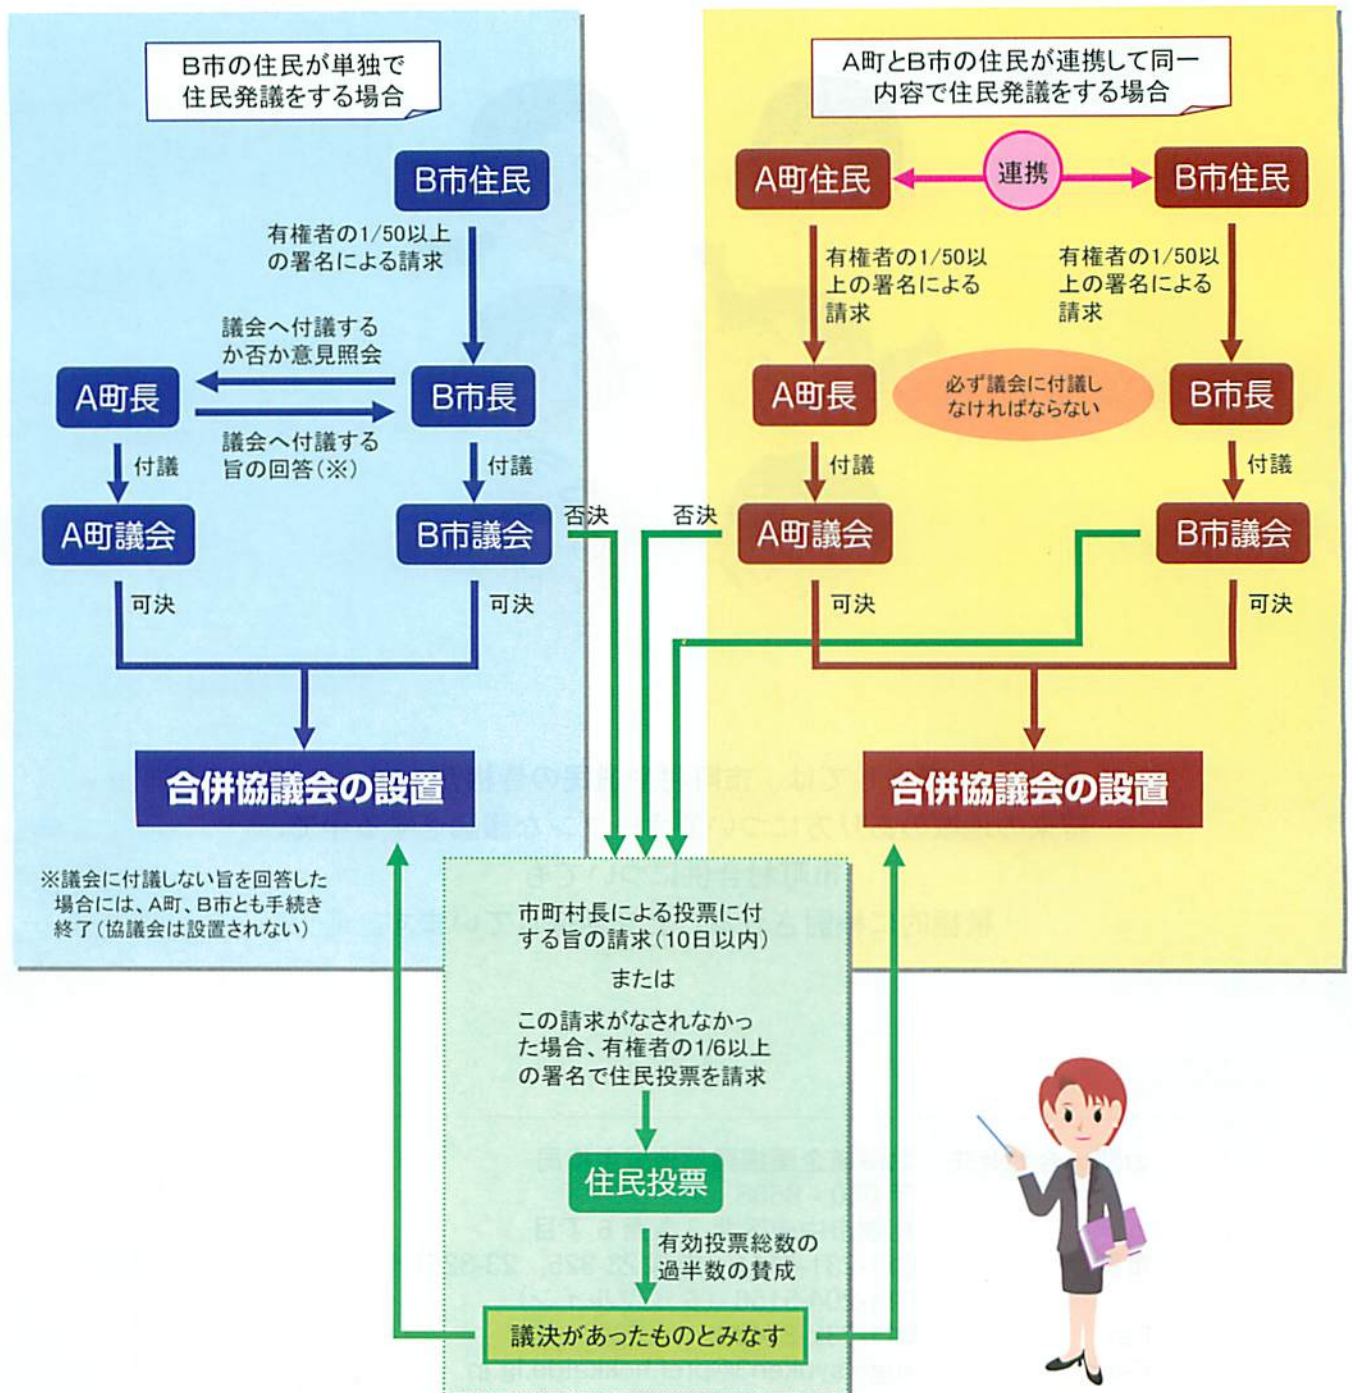 B市の住民が単独で
住民発議をする場合
B市住民
有権者の1/50以上
の署名による請求
議会へ付議する
か否か意見照会
A町長
B市長
議会へ付議する
旨の回答(※)
付議
付議
A町議会
B市議会
否決
可決
可決
合併協議会の設置
※議会に付議しない旨を回答した
場合には、A町、B市とも手続き
終了(協議会は設置されない)
A町とB市の住民が連携して同一
内容で住民発議をする場合
A町住民
連携
B市住民
有権者の1/50以
上の署名による
請求
有権者の1/50以
上の署名による
請求
A町長
必ず議会に付議し
なければならない
B市長
付議
付議
否決
A町議会
B市議会
可決
可決
合併協議会の設置
市町村長による投票に付
する旨の請求(10日以内)
または
この請求がなされなかっ
た場合、有権者の1/6以上
の署名で住民投票を請求
住民投票
有効投票総数の
過半数の賛成
議決があったものとみなす